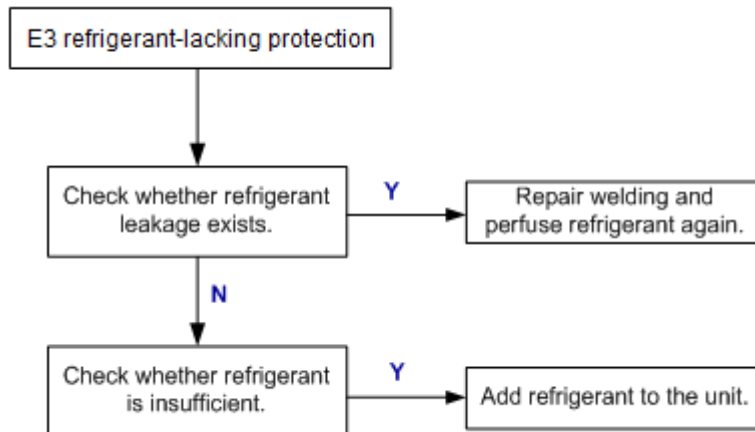 E3 refrigerant-lacking protection
Check whether refrigerant
leakage exists.
Y
Repair welding and
perfuse refrigerant again.
N
Check whether refrigerant
is insufficient.
Y
Add refrigerant to the unit.